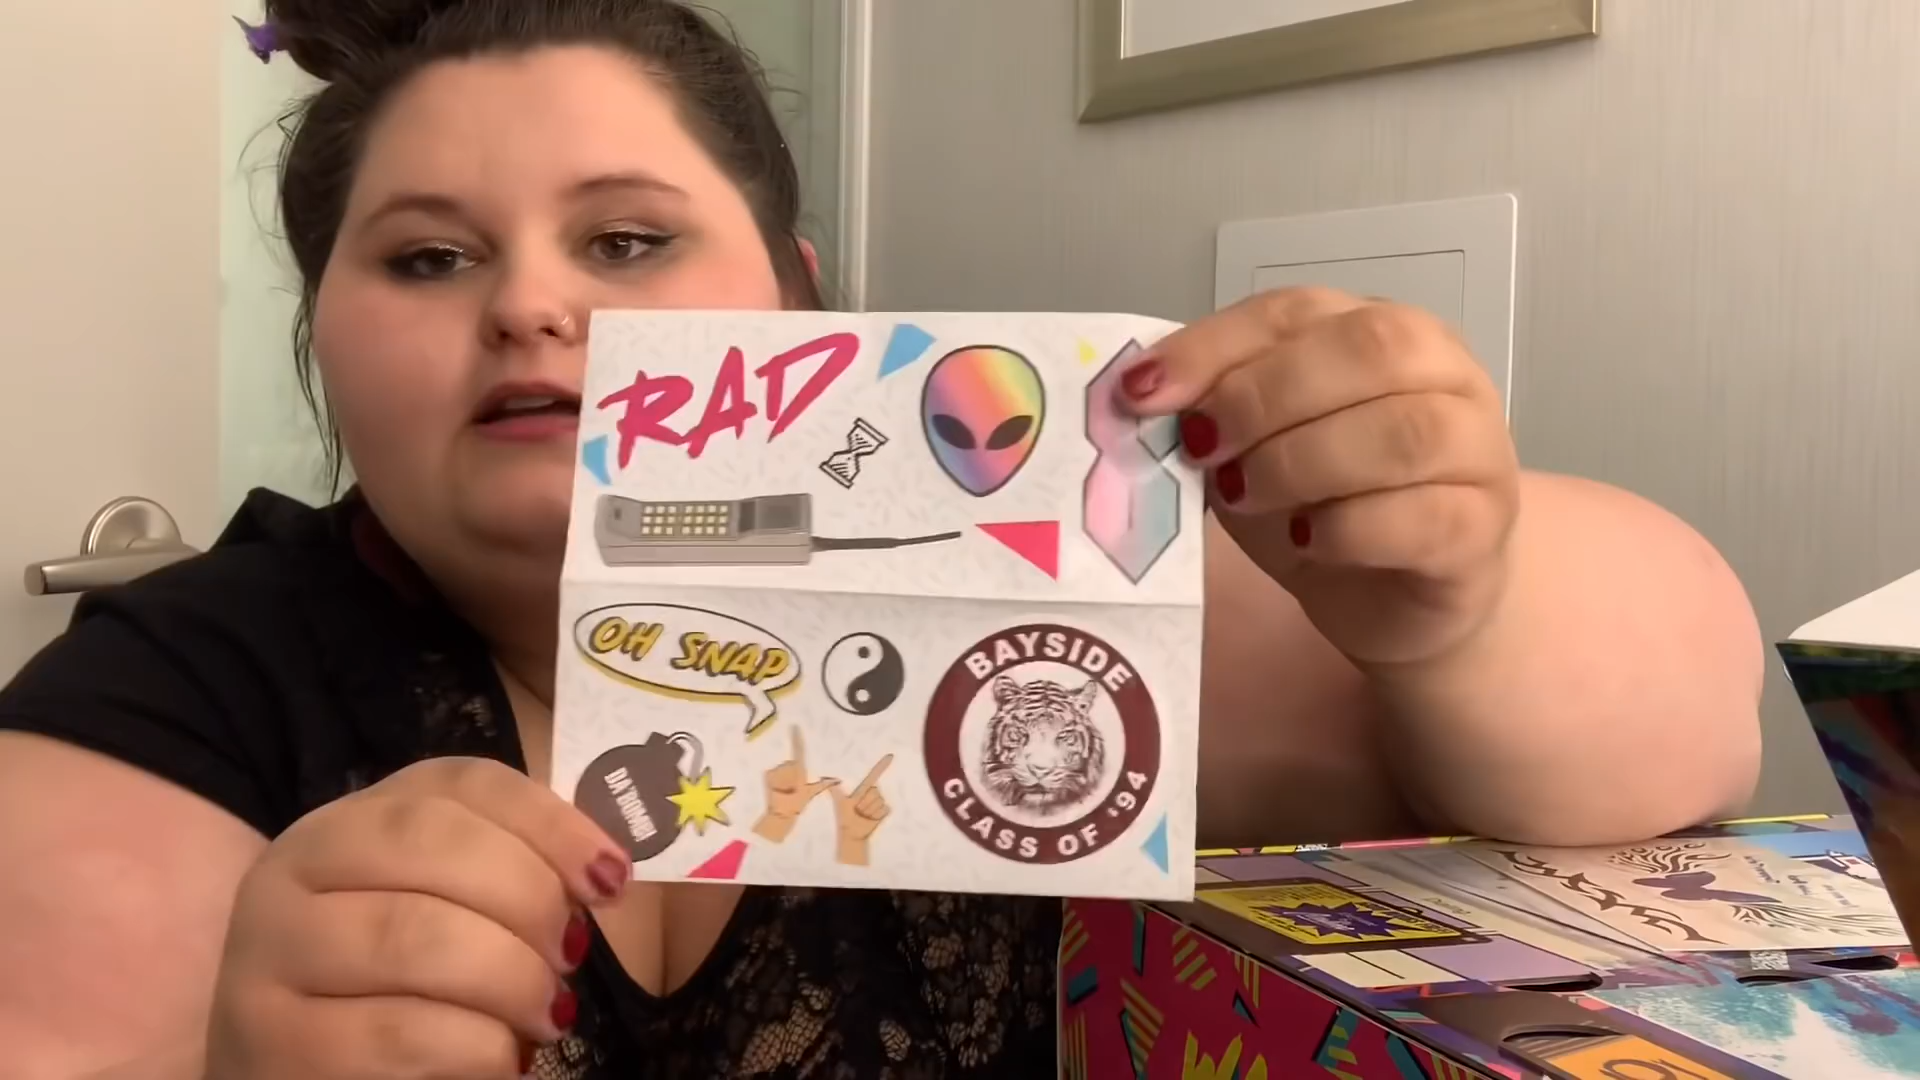 RAD
OH SNAP
DA' BOMB!
BAYSIDE
CLASS OF '94